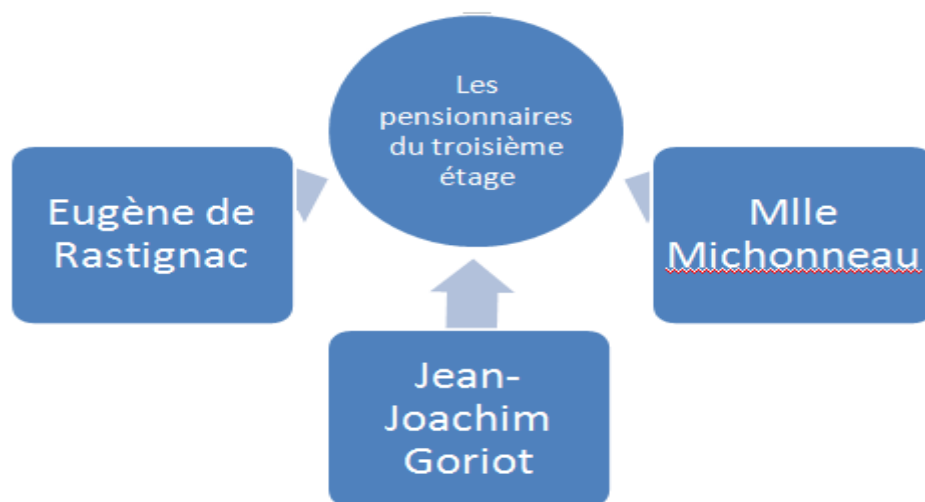 Les
pensionnaires
du troisième
étage
Eugène de
Rastignac
Mlle
Michonneau
Jean-
Joachim
Goriot